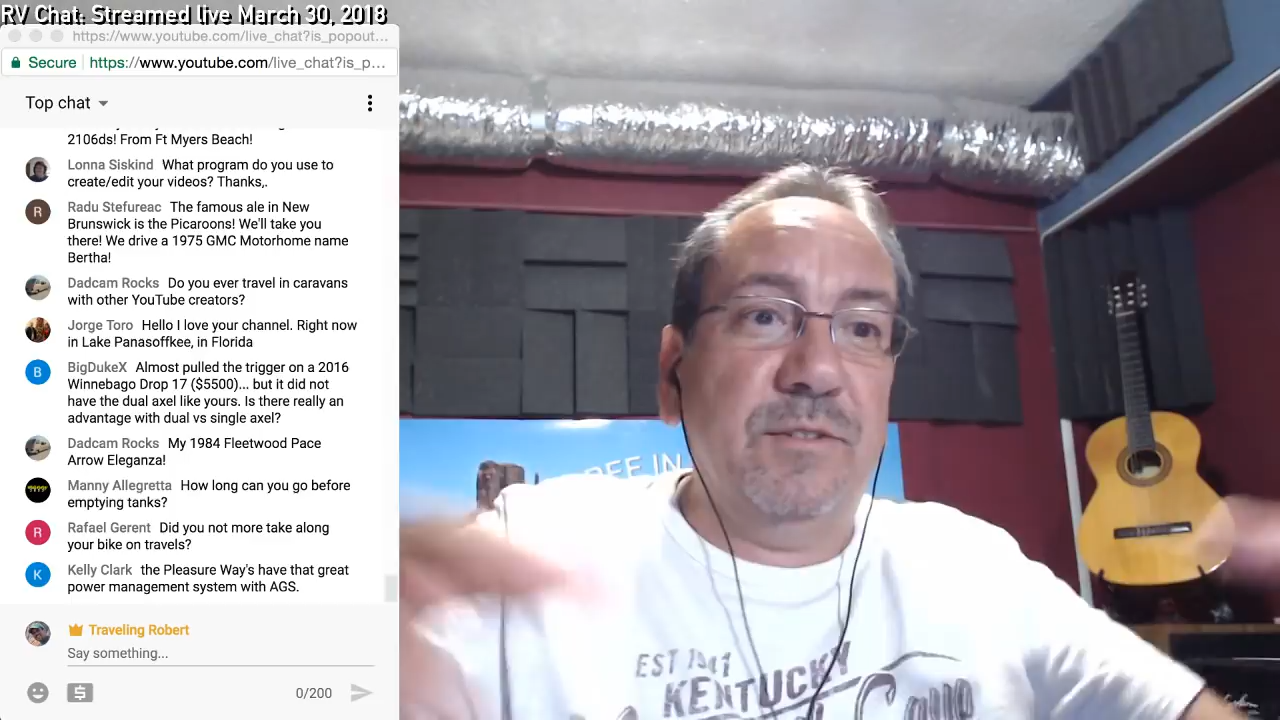 RV Chat. Streamed live March 30, 2018
https://www.youtube.com/live_chat?is_popout...
Secure https://www.youtube.com/live_chat?is_p...
Top chat
2106ds! From Ft Myers Beach!
Lonna Siskind What program do you use to
create/edit your videos? Thanks,.
R
Radu Stefureac The famous ale in New
Brunswick is the Picaroons! We'll take you
there! We drive a 1975 GMC Motorhome name
Bertha!
Dadcam Rocks Do you ever travel in caravans
with other YouTube creators?
Jorge Toro Hello I love your channel. Right now
in Lake Panasoffkee, in Florida
B
BigDukeX Almost pulled the trigger on a 2016
Winnebago Drop 17 ($5500)... but it did not
have the dual axel like yours. Is there really an
advantage with dual vs single axel?
Dadcam Rocks My 1984 Fleetwood Pace
Arrow Eleganza!
Manny Allegretta How long can you go before
emptying tanks?
R
Rafael Gerent Did you not more take along
your bike on travels?
K
Kelly Clark the Pleasure Way's have that great
power management system with AGS.
Traveling Robert
Say something...
$
0/200
IN
EST
KENTUCKY